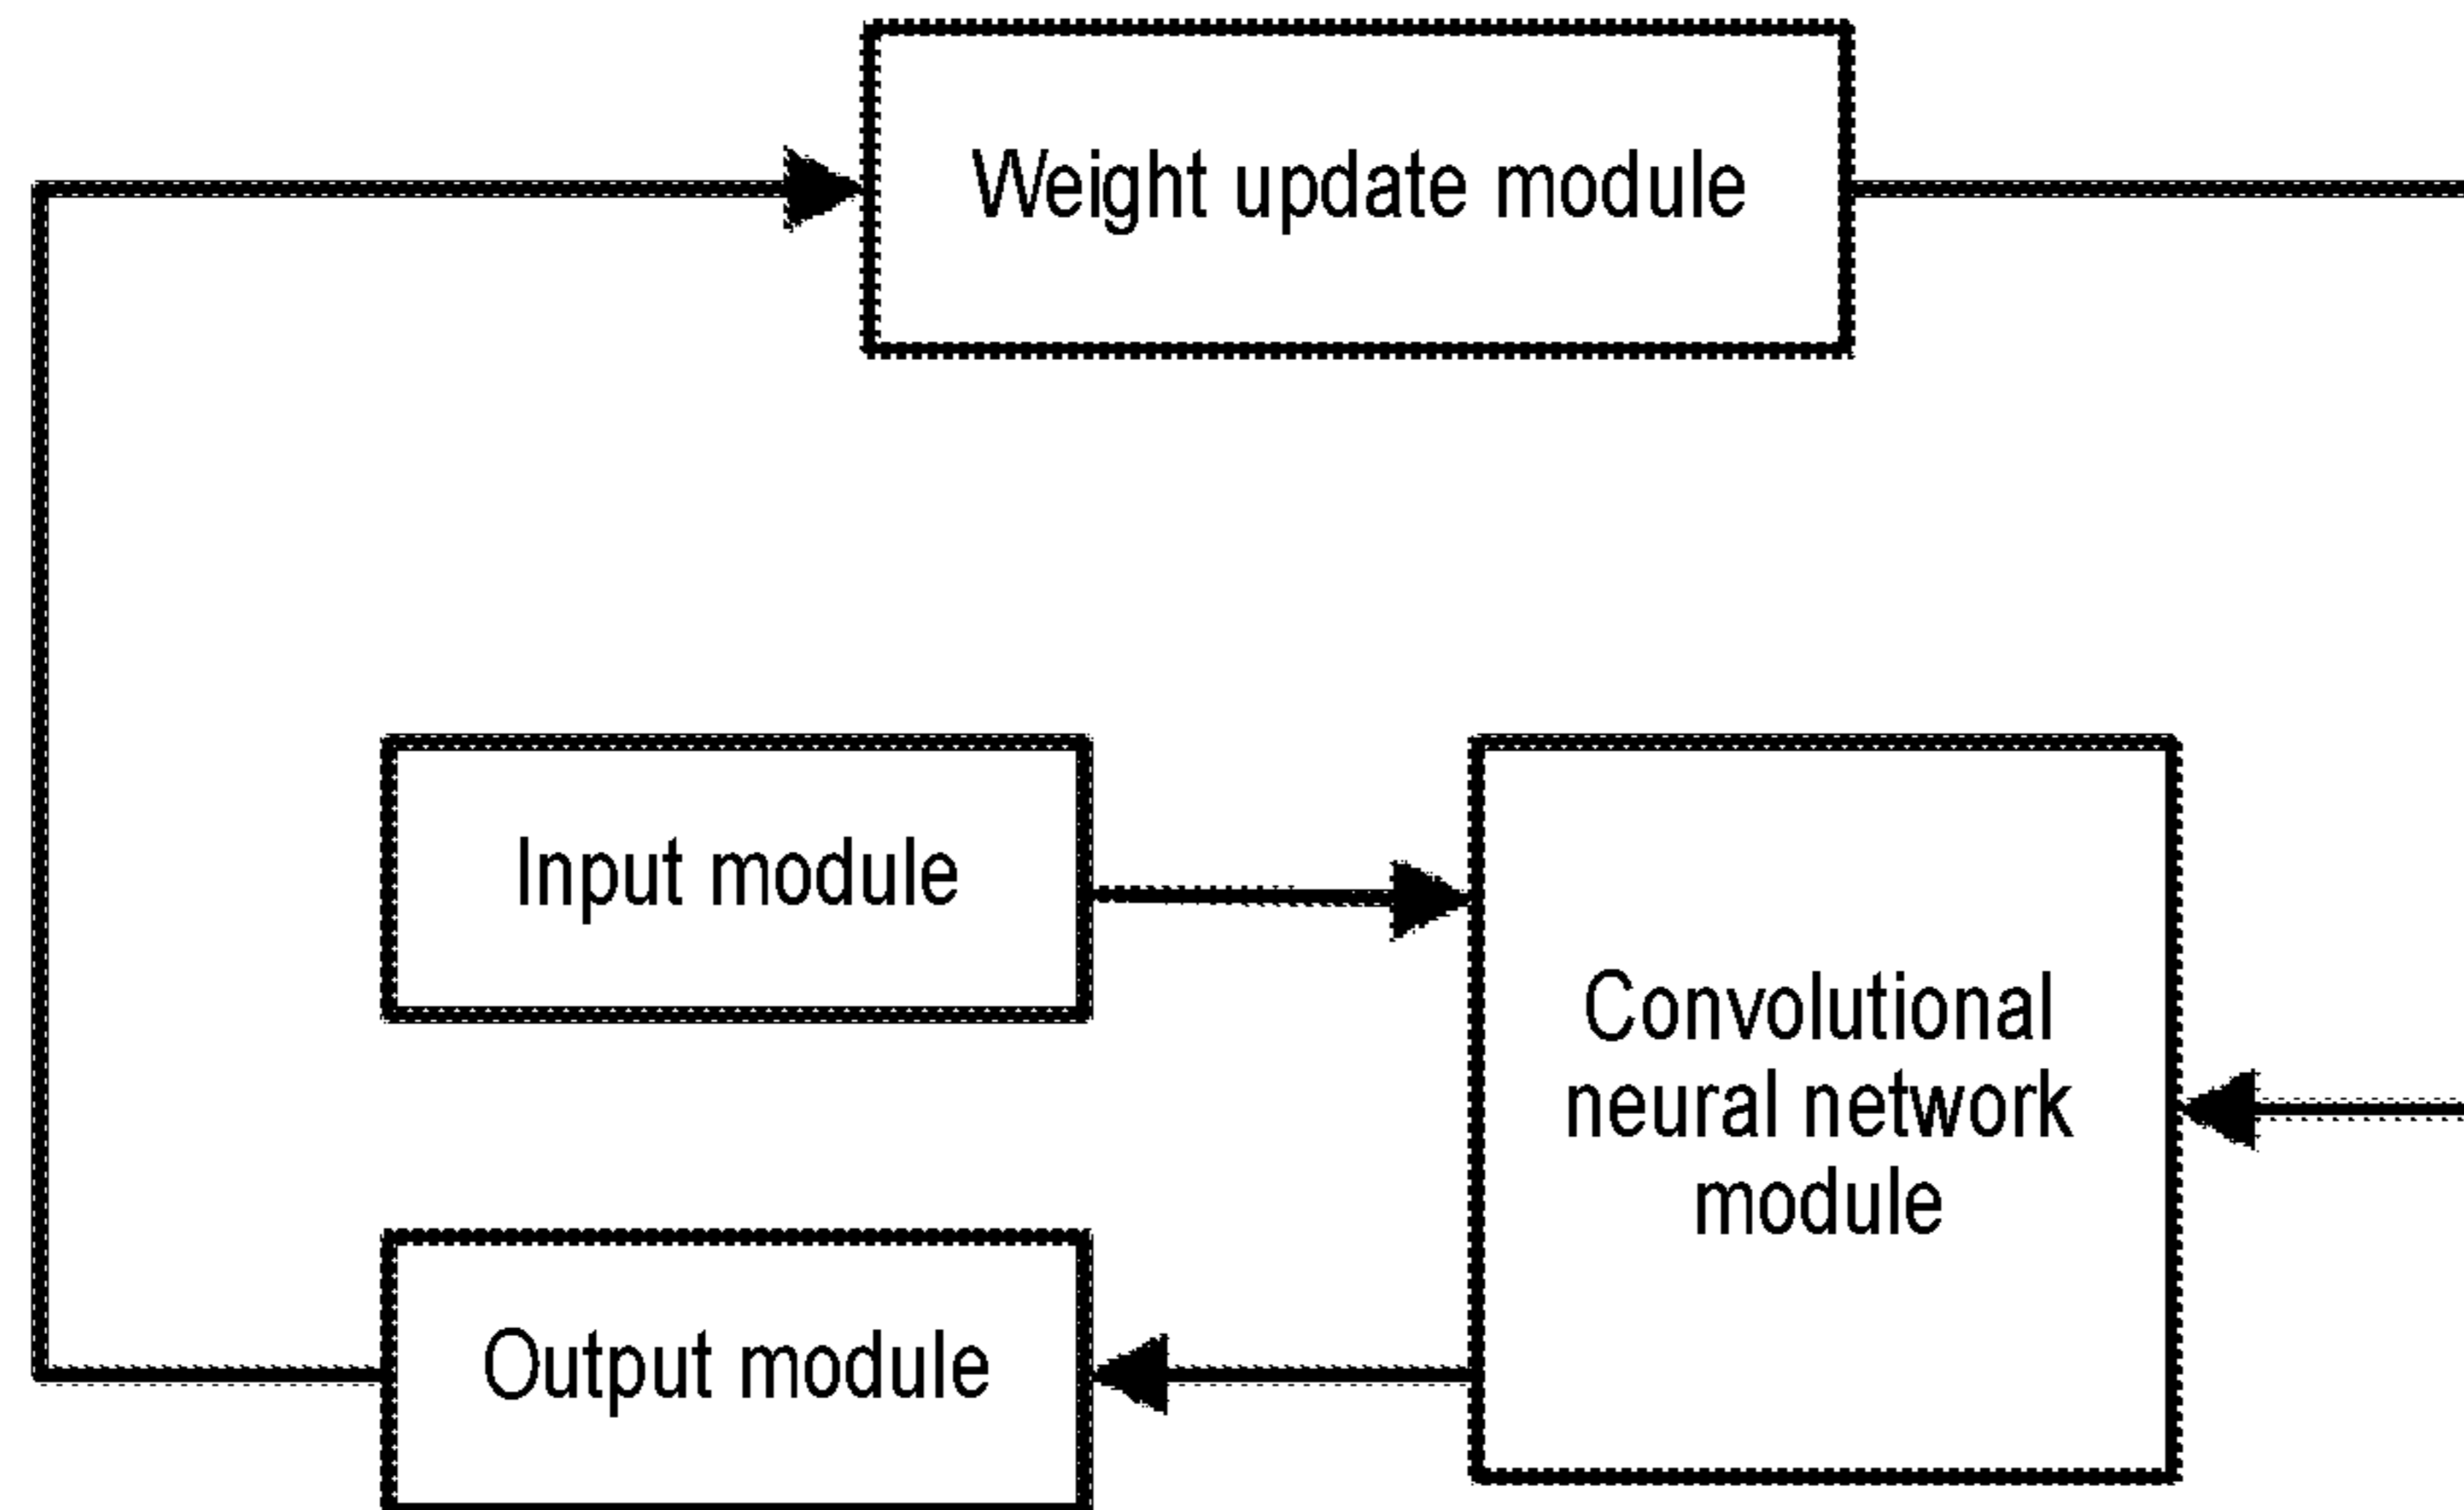 Weight update module
Input module
Convolutional
neural network
module
Output module